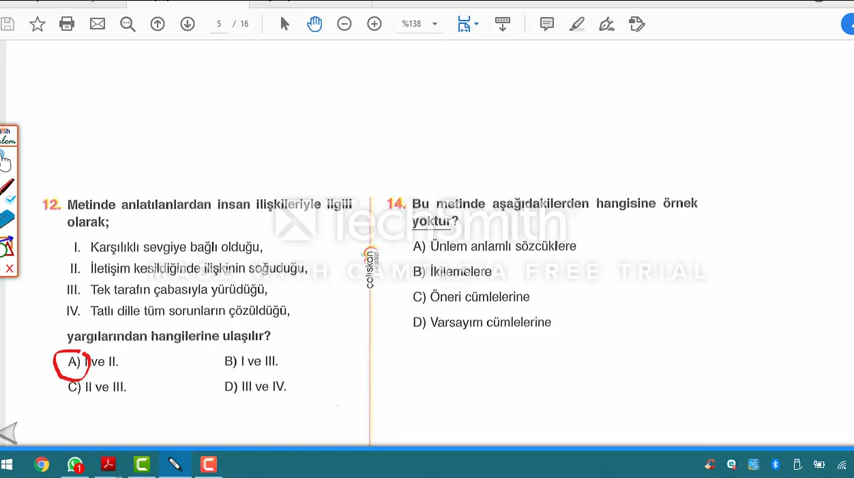 5 / 16
%138
12. Metinde anlatılanlardan insan ilişkileriyle ilgili
olarak;
I. Karşılıklı sevgiye bağlı olduğu,
II. İletişim kesildiğinde ilişkinin soğuduğu,
III. Tek tarafın çabasıyla yürüdüğü,
IV. Tatlı dille tüm sorunların çözüldüğü,
yargılarından hangilerine ulaşılır?
A) I ve II.
B) I ve III.
C) II ve III.
D) III ve IV.
çalışkan
14. Bu metinde aşağıdakilerden hangisine örnek
yoktur?
A) Ünlem anlamlı sözcüklere
B) İkilemelere
C) Öneri cümlelerine
D) Varsayım cümlelerine
TechSmith
MADE WITH CAMTASIA FREE TRIAL